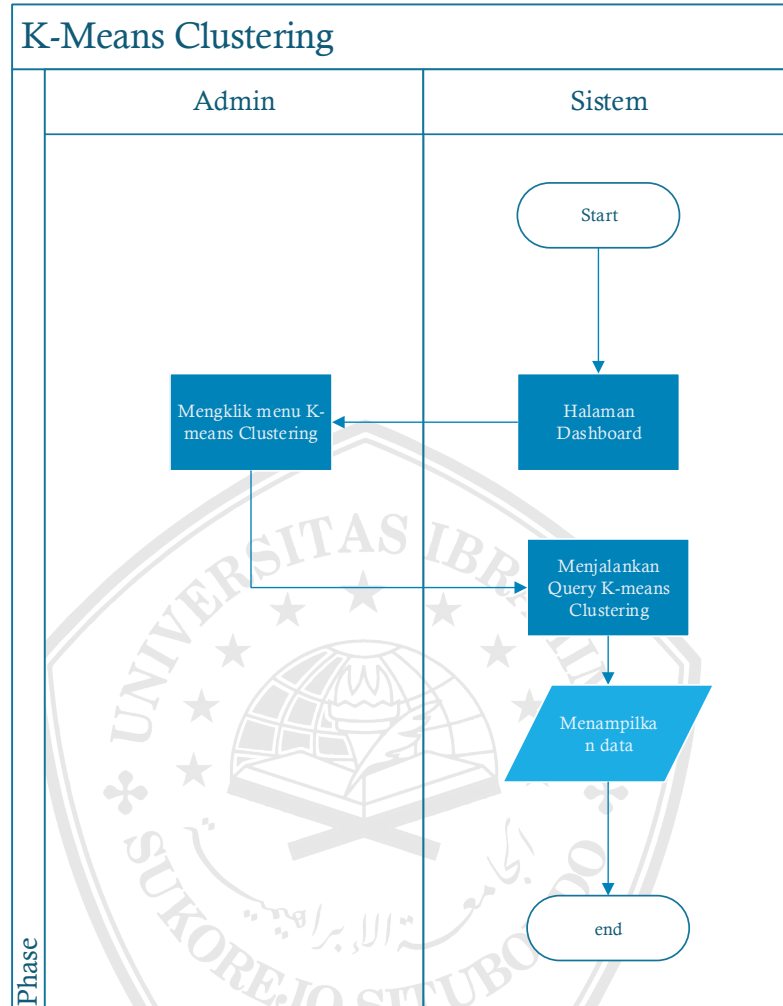 K-Means Clustering
Admin
Sistem
Start
Mengklik menu K-
means Clustering
Halaman
Dashboard
Menjalankan
Query K-means
Clustering
Menampilka
n data
end
Phase
UNIVERSITAS IBRAHIMY
SUKOREJO SITUBONDO